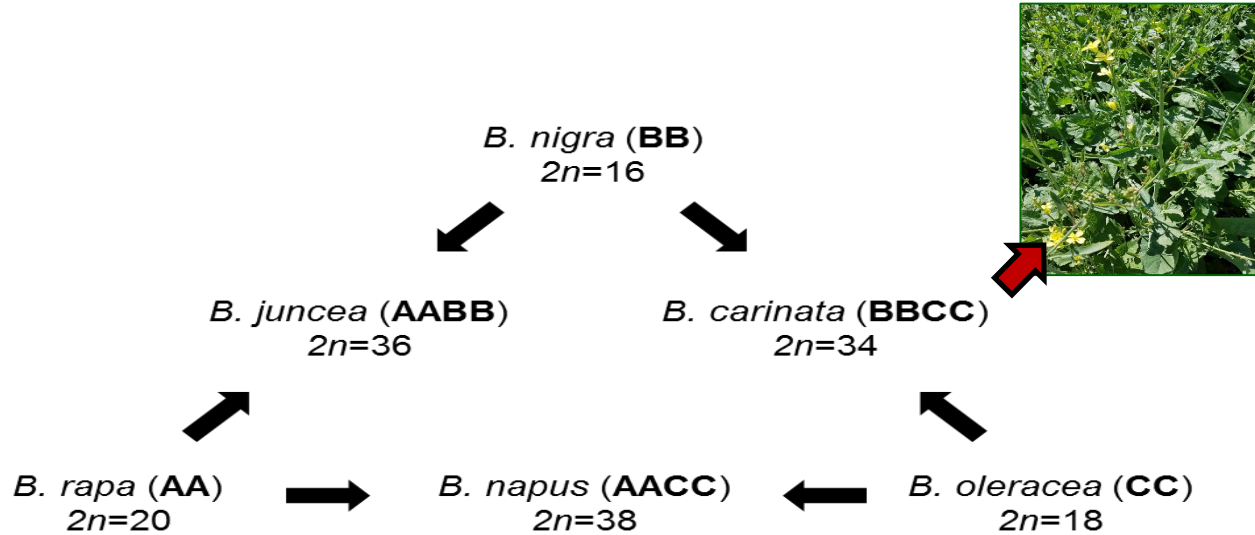 B. nigra (BB)
2n=16
B. juncea (AABB)
2n=36
B. carinata (BBCC)
2n=34
B. rapa (AA)
2n=20
B. napus (AACC)
2n=38
B. oleracea (CC)
2n=18